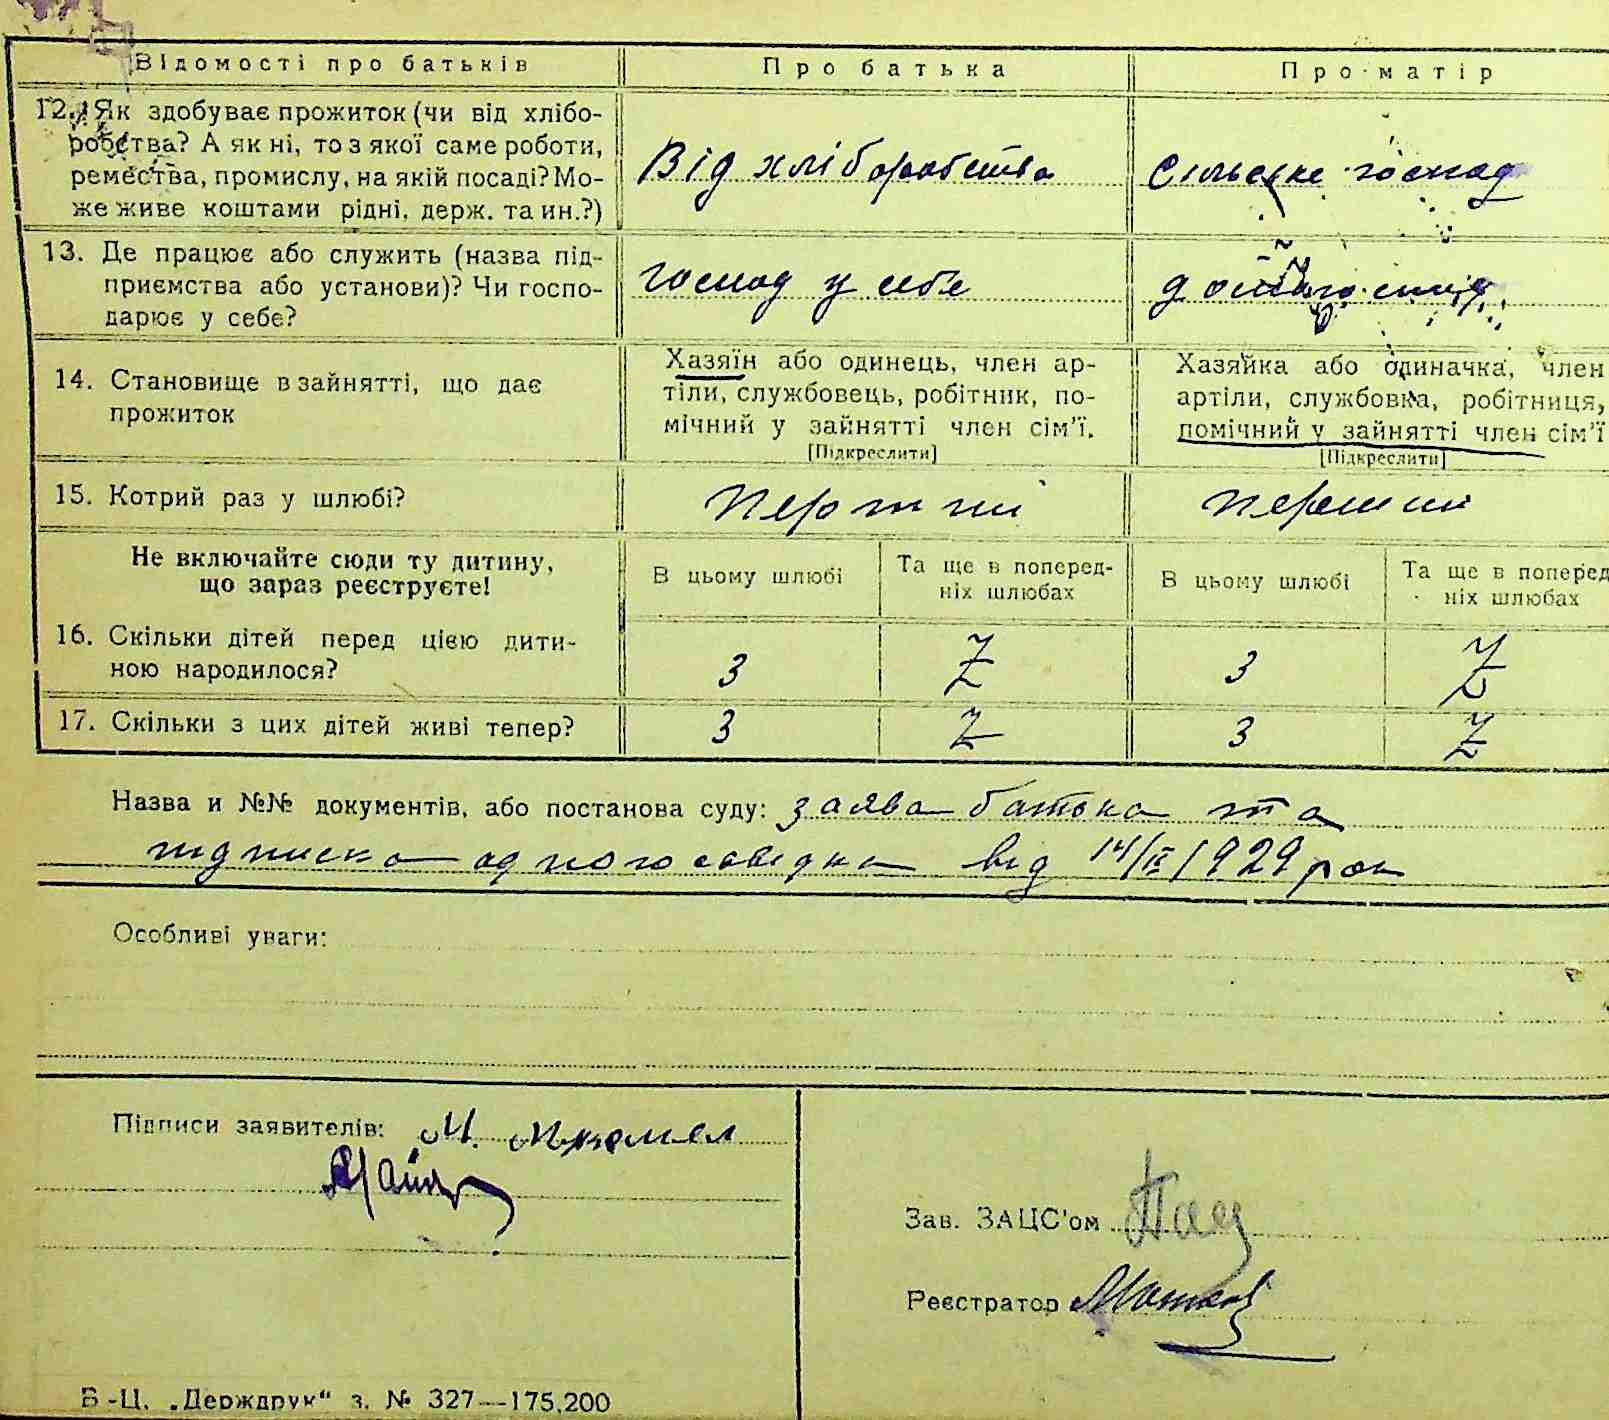 Відомості про батьків
Про батька
Про матір
12. Як здобуває прожиток (чи від хлібо-
робства? А як ні, то з якої саме роботи,
ремества, промислу, на якій посаді? Мо-
же живе коштами рідні, держ. та ин.?)
Від хліборобства
Сільське господ
13. Де працює або служить (назва під-
приємства або установи)? Чи госпо-
дарює у себе?
господ у себе
14. Становище в зайнятті, що дає
прожиток
Хазяїн або одинець, член ар-
тіли, службовець, робітник, по-
мічний у зайнятті член сім'ї.
[Підкреслити]
Хазяйка або одиначка, член
артіли, службовка, робітниця,
помічний у зайнятті член сім'ї
[Підкреслити]
15. Котрий раз у шлюбі?
перший
перший
Не включайте сюди ту дитину,
що зараз реєструєте!
В цьому шлюбі
Та ще в поперед-
ніх шлюбах
В цьому шлюбі
Та ще в поперед
ніх шлюбах
16. Скільки дітей перед цією дити-
ною народилося?
3
Z
3
Z
17. Скільки з цих дітей живі тепер?
3
Z
3
Z
Назва и №№ документів, або постанова суду: заява батька та
підписка одного свідка від 14/IX 1929 рок
Особливі уваги:
Підписи заявителів: М.
Зав. ЗАЦС'ом
Реєстратор
Б-Ц. „Держдрук“ з. № 327—175.200